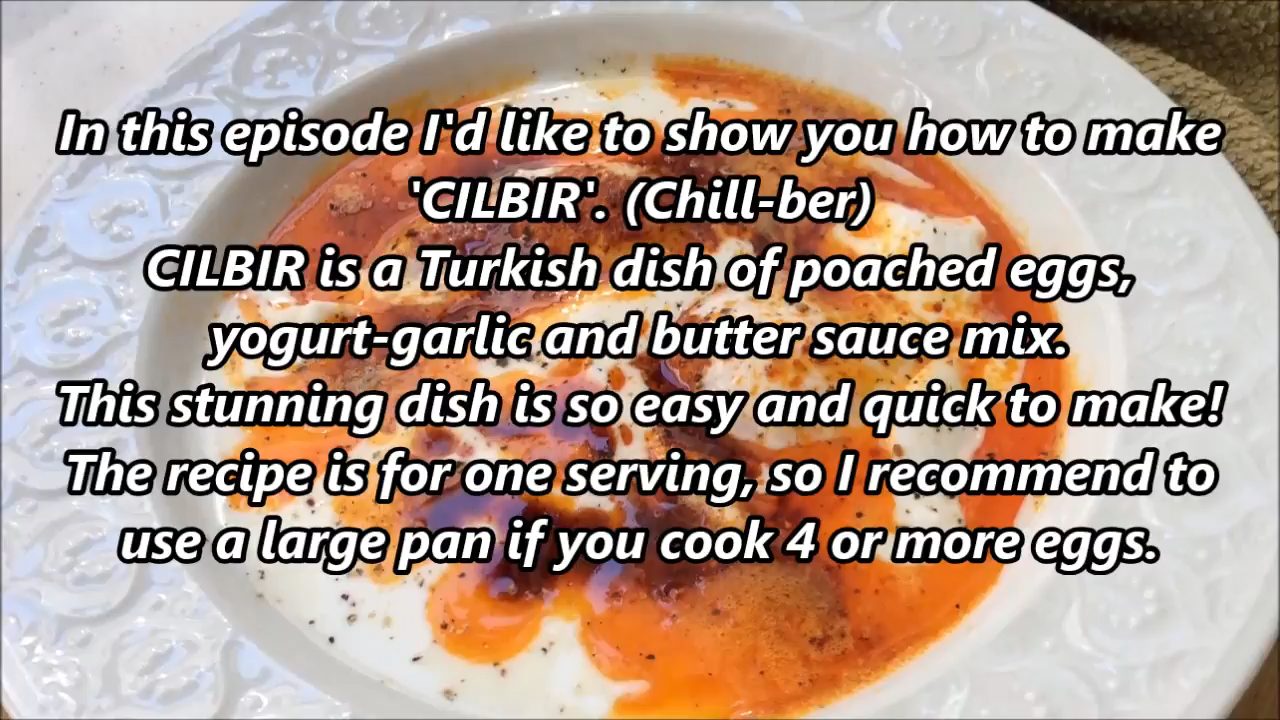 In this episode I'd like to show you how to make
'CILBIR'. (Chill-ber)
CILBIR is a Turkish dish of poached eggs,
yogurt-garlic and butter sauce mix.
This stunning dish is so easy and quick to make!
The recipe is for one serving, so I recommend to
use a large pan if you cook 4 or more eggs.